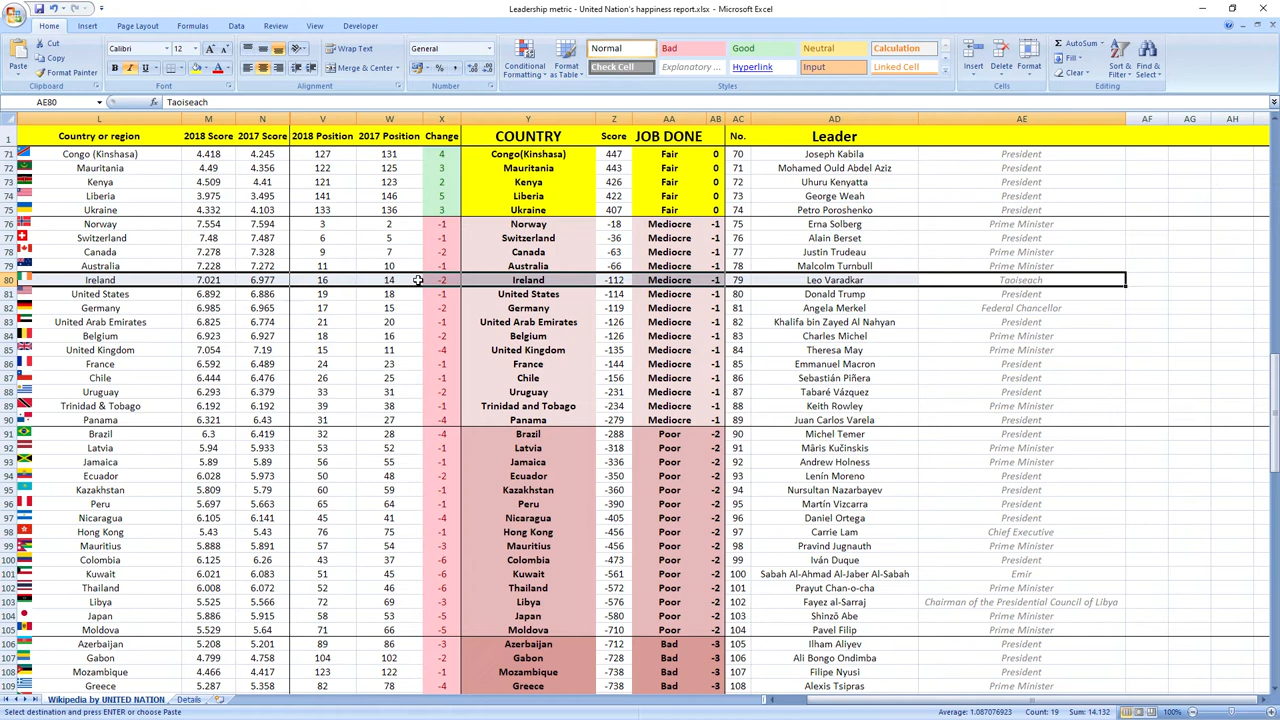 Leadership metric - United Nation's happiness report.xlsx - Microsoft Excel
Home Insert Page Layout Formulas Data Review View Developer
Cut Calibri 12 Wrap Text General Normal Bad Good Neutral Calculation AutoSum
Copy Fill
Paste Format Painter Merge & Center Conditional Formatting Format as Table Check Cell Explanatory ... Hyperlink Input Linked Cell Insert Delete Format Clear Sort & Filter Find & Select
Clipboard Font Alignment Number Styles Cells Editing
AE80 Taoiseach
L M N V W X Y Z AA AB AC AD AE AF AG AH
1 Country or region 2018 Score 2017 Score 2018 Position 2017 Position Change COUNTRY Score JOB DONE No. Leader
71 Congo (Kinshasa) 4.418 4.245 127 131 4 Congo(Kinshasa) 447 Fair 0 70 Joseph Kabila President
72 Mauritania 4.49 4.356 122 125 3 Mauritania 443 Fair 0 71 Mohamed Ould Abdel Aziz President
73 Kenya 4.509 4.41 121 123 2 Kenya 426 Fair 0 72 Uhuru Kenyatta President
74 Liberia 3.975 3.495 141 146 5 Liberia 422 Fair 0 73 George Weah President
75 Ukraine 4.332 4.103 133 136 3 Ukraine 407 Fair 0 74 Petro Poroshenko President
76 Norway 7.554 7.594 3 2 -1 Norway -18 Mediocre -1 75 Erna Solberg Prime Minister
77 Switzerland 7.48 7.487 6 5 -1 Switzerland -36 Mediocre -1 76 Alain Berset President
78 Canada 7.278 7.328 9 7 -2 Canada -63 Mediocre -1 77 Justin Trudeau Prime Minister
79 Australia 7.228 7.272 11 10 -1 Australia -66 Mediocre -1 78 Malcolm Turnbull Prime Minister
80 Ireland 7.021 6.977 16 14 -2 Ireland -112 Mediocre -1 79 Leo Varadkar Taoiseach
81 United States 6.892 6.886 19 18 -1 United States -114 Mediocre -1 80 Donald Trump President
82 Germany 6.985 6.965 17 15 -2 Germany -119 Mediocre -1 81 Angela Merkel Federal Chancellor
83 United Arab Emirates 6.825 6.774 21 20 -1 United Arab Emirates -126 Mediocre -1 82 Khalifa bin Zayed Al Nahyan President
84 Belgium 6.923 6.927 18 16 -2 Belgium -126 Mediocre -1 83 Charles Michel Prime Minister
85 United Kingdom 7.054 7.19 15 11 -4 United Kingdom -135 Mediocre -1 84 Theresa May Prime Minister
86 France 6.592 6.489 24 23 -1 France -144 Mediocre -1 85 Emmanuel Macron President
87 Chile 6.444 6.476 26 25 -1 Chile -156 Mediocre -1 86 Sebastián Piñera President
88 Uruguay 6.293 6.379 33 31 -2 Uruguay -231 Mediocre -1 87 Tabaré Vázquez President
89 Trinidad & Tobago 6.192 6.192 39 38 -1 Trinidad and Tobago -234 Mediocre -1 88 Keith Rowley Prime Minister
90 Panama 6.321 6.43 31 27 -4 Panama -279 Mediocre -1 89 Juan Carlos Varela President
91 Brazil 6.3 6.419 32 28 -4 Brazil -288 Poor -2 90 Michel Temer President
92 Latvia 5.94 5.933 53 52 -1 Latvia -318 Poor -2 91 Māris Kučinskis Prime Minister
93 Jamaica 5.89 5.89 56 55 -1 Jamaica -336 Poor -2 92 Andrew Holness Prime Minister
94 Ecuador 6.028 5.973 50 48 -2 Ecuador -350 Poor -2 93 Lenín Moreno President
95 Kazakhstan 5.809 5.79 60 59 -1 Kazakhstan -360 Poor -2 94 Nursultan Nazarbayev President
96 Peru 5.697 5.663 65 64 -1 Peru -390 Poor -2 95 Martín Vizcarra President
97 Nicaragua 6.105 6.141 45 41 -4 Nicaragua -405 Poor -2 96 Daniel Ortega President
98 Hong Kong 5.43 5.43 76 75 -1 Hong Kong -456 Poor -2 97 Carrie Lam Chief Executive
99 Mauritius 5.888 5.891 57 54 -3 Mauritius -456 Poor -2 98 Pravind Jugnauth Prime Minister
100 Colombia 6.125 6.26 43 37 -6 Colombia -473 Poor -2 99 Iván Duque President
101 Kuwait 6.021 6.083 51 45 -6 Kuwait -561 Poor -2 100 Sabah Al-Ahmad Al-Jaber Al-Sabah Emir
102 Thailand 6.008 6.072 52 46 -6 Thailand -572 Poor -2 101 Prayut Chan-o-cha Prime Minister
103 Libya 5.525 5.566 72 69 -3 Libya -576 Poor -2 102 Fayez al-Sarraj Chairman of the Presidential Council of Libya
104 Japan 5.886 5.915 58 53 -5 Japan -580 Poor -2 103 Shinzō Abe Prime Minister
105 Moldova 5.529 5.64 71 66 -5 Moldova -710 Poor -2 104 Pavel Filip Prime Minister
106 Azerbaijan 5.208 5.201 89 86 -3 Azerbaijan -712 Bad -3 105 Ilham Aliyev President
107 Gabon 4.799 4.758 104 102 -2 Gabon -728 Bad -3 106 Ali Bongo Ondimba President
108 Mozambique 4.466 4.417 123 122 -1 Mozambique -738 Bad -3 107 Filipe Nyusi President
109 Greece 5.287 5.358 82 78 -4 Greece -738 Bad -3 108 Alexis Tsipras Prime Minister
Wikipedia by UNITED NATION Details
Select destination and press ENTER or choose Paste Average: 1.087076923 Count: 19 Sum: 14.132 100%